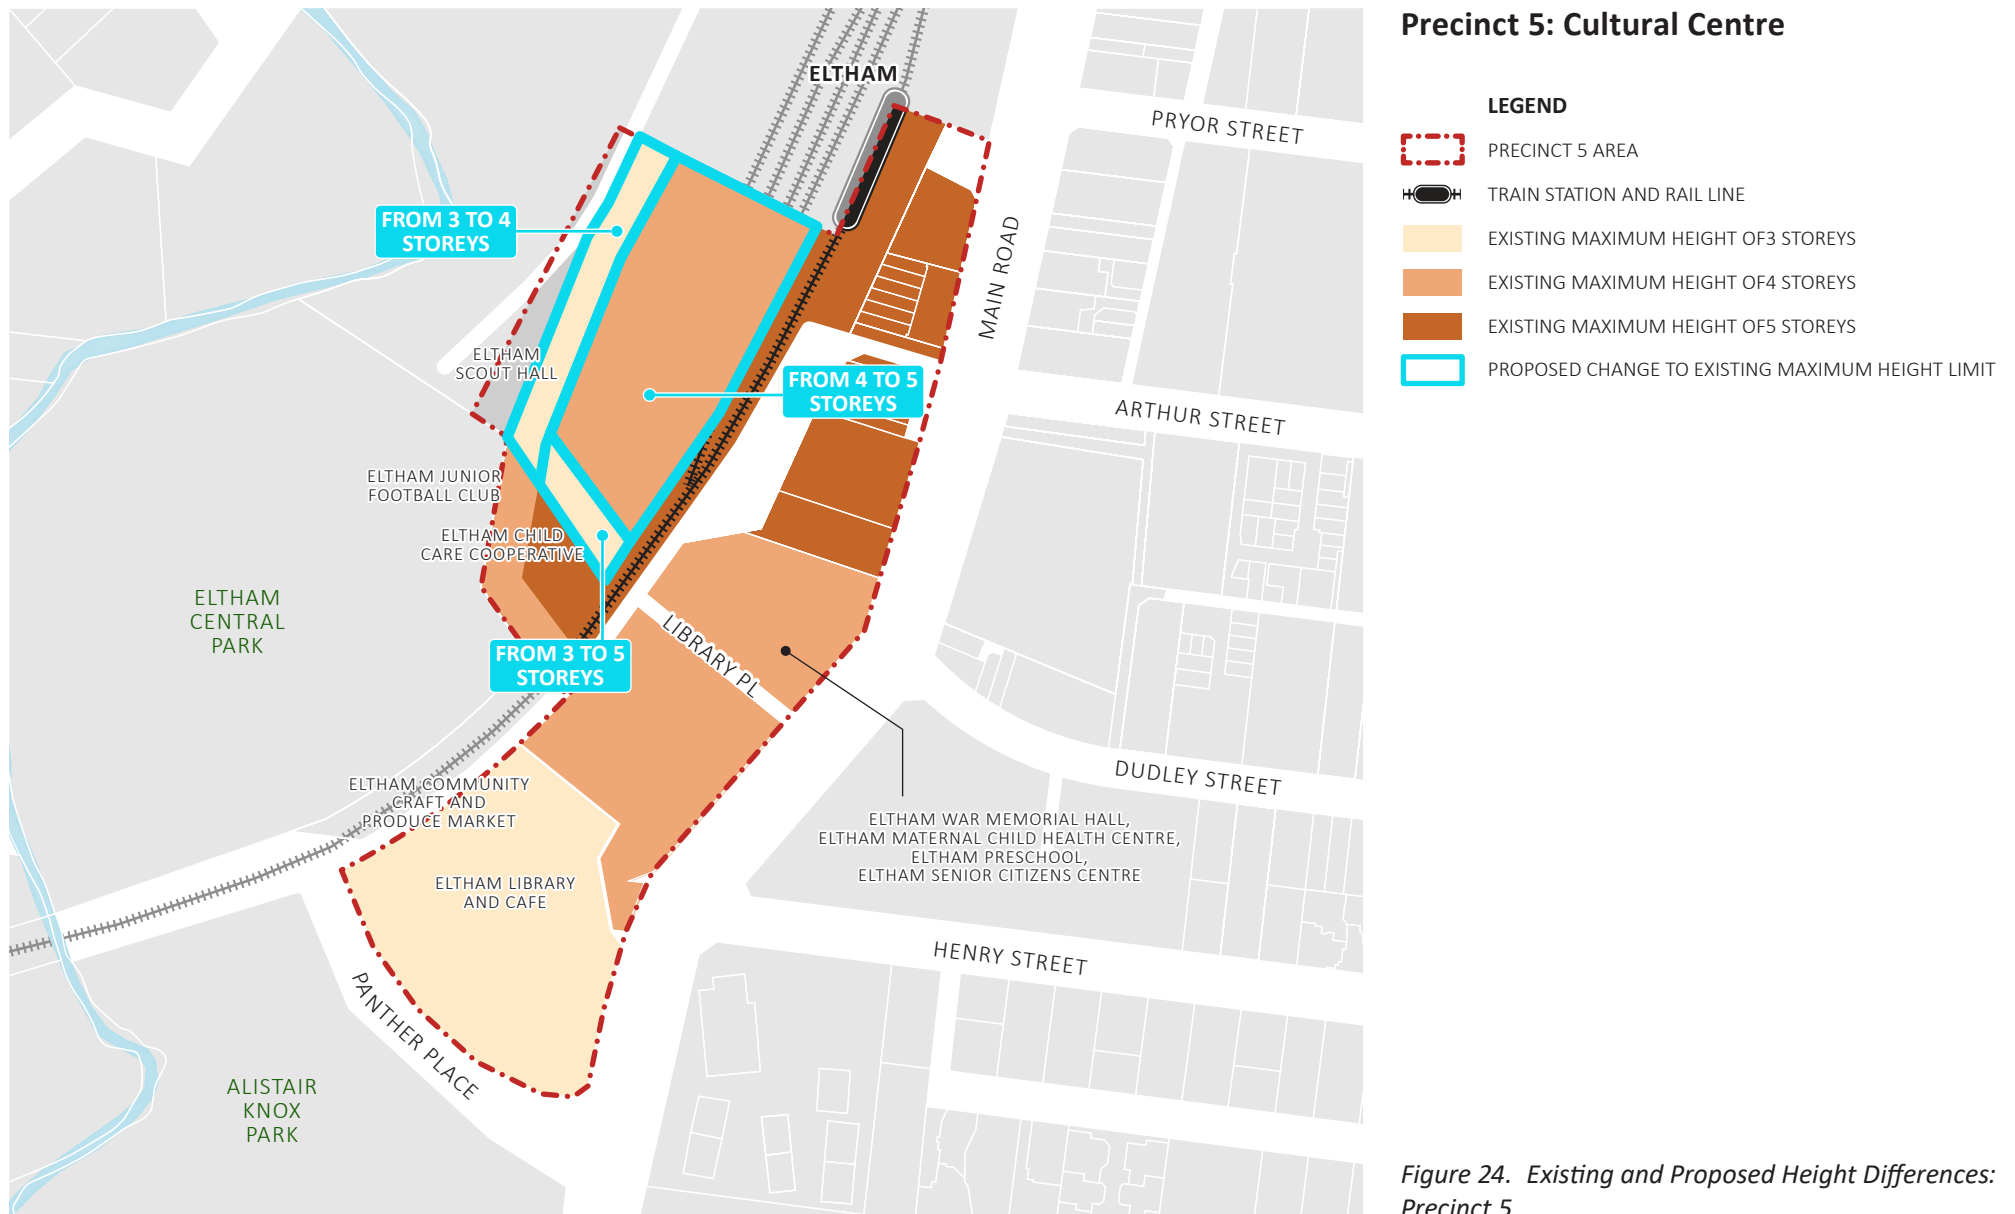 Precinct 5: Cultural Centre
LEGEND
PRECINCT 5 AREA
TRAIN STATION AND RAIL LINE
EXISTING MAXIMUM HEIGHT OF3 STOREYS
EXISTING MAXIMUM HEIGHT OF4 STOREYS
EXISTING MAXIMUM HEIGHT OF5 STOREYS
PROPOSED CHANGE TO EXISTING MAXIMUM HEIGHT LIMIT
ELTHAM
PRYOR STREET
FROM 3 TO 4
STOREYS
MAIN ROAD
ELTHAM
SCOUT HALL
FROM 4 TO 5
STOREYS
ARTHUR STREET
ELTHAM JUNIOR
FOOTBALL CLUB
ELTHAM CHILD
CARE COOPERATIVE
ELTHAM
CENTRAL
PARK
FROM 3 TO 5
STOREYS
LIBRARY PL
DUDLEY STREET
ELTHAM COMMUNITY
CRAFT AND
PRODUCE MARKET
ELTHAM WAR MEMORIAL HALL,
ELTHAM MATERNAL CHILD HEALTH CENTRE,
ELTHAM PRESCHOOL,
ELTHAM SENIOR CITIZENS CENTRE
ELTHAM LIBRARY
AND CAFE
HENRY STREET
PANTHER PLACE
ALISTAIR
KNOX
PARK
Figure 24. Existing and Proposed Height Differences:
Precinct 5